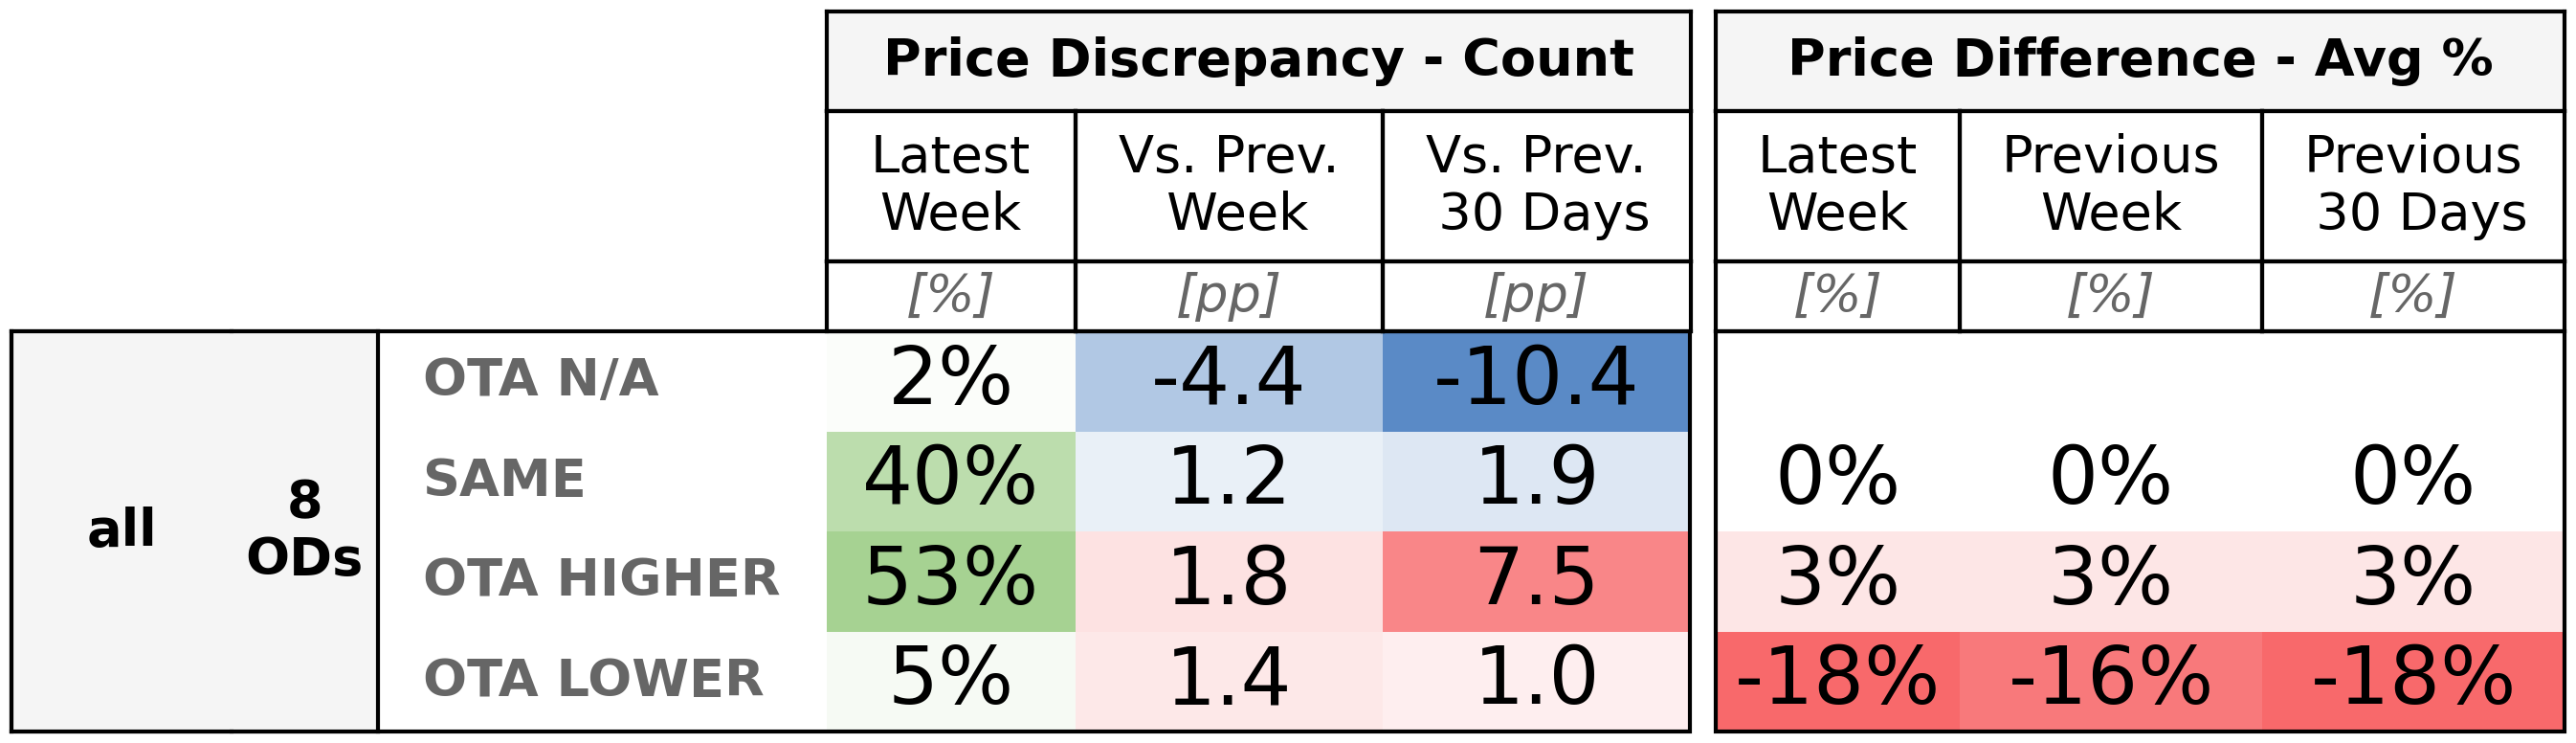 Price Discrepancy - Count Price Difference - Avg %
Latest Week Vs. Prev. Week Vs. Prev. 30 Days Latest Week Previous Week Previous 30 Days
[%] [pp] [pp] [%] [%] [%]
all 8 ODs
OTA N/A 2% -4.4 -10.4
SAME 40% 1.2 1.9 0% 0% 0%
OTA HIGHER 53% 1.8 7.5 3% 3% 3%
OTA LOWER 5% 1.4 1.0 -18% -16% -18%